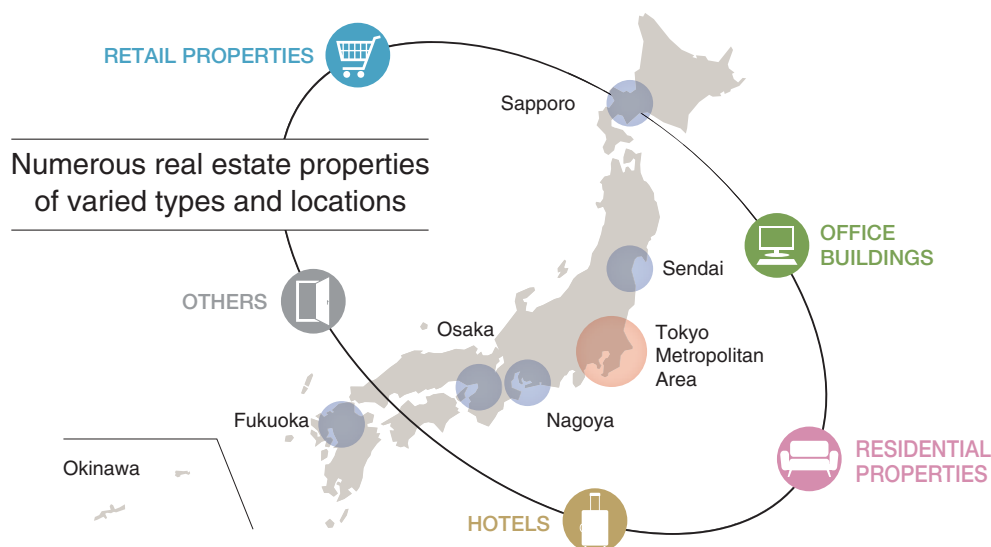 RETAIL PROPERTIES
Sapporo
Numerous real estate properties
of varied types and locations
OFFICE
BUILDINGS
Sendai
OTHERS
Osaka
Tokyo
Metropolitan
Area
Fukuoka
Nagoya
Okinawa
RESIDENTIAL
PROPERTIES
HOTELS